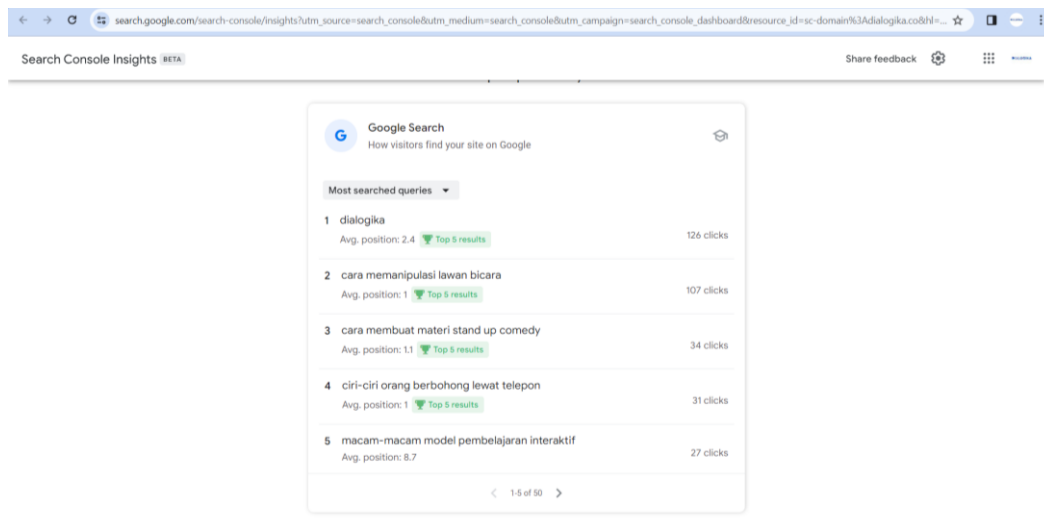 search.google.com/search-console/insights?utm_source=search_console&utm_medium=search_console&utm_campaign=search_console_dashboard&resource_id=sc-domain%3Adialogika.co&hl=...
Search Console Insights BETA
Share feedback
Google Search
How visitors find your site on Google
Most searched queries
1 dialogika
Avg. position: 2.4 Top 5 results
126 clicks
2 cara memanipulasi lawan bicara
Avg. position: 1 Top 5 results
107 clicks
3 cara membuat materi stand up comedy
Avg. position: 1.1 Top 5 results
34 clicks
4 ciri-ciri orang berbohong lewat telepon
Avg. position: 1 Top 5 results
31 clicks
5 macam-macam model pembelajaran interaktif
Avg. position: 8.7
27 clicks
1-5 of 50